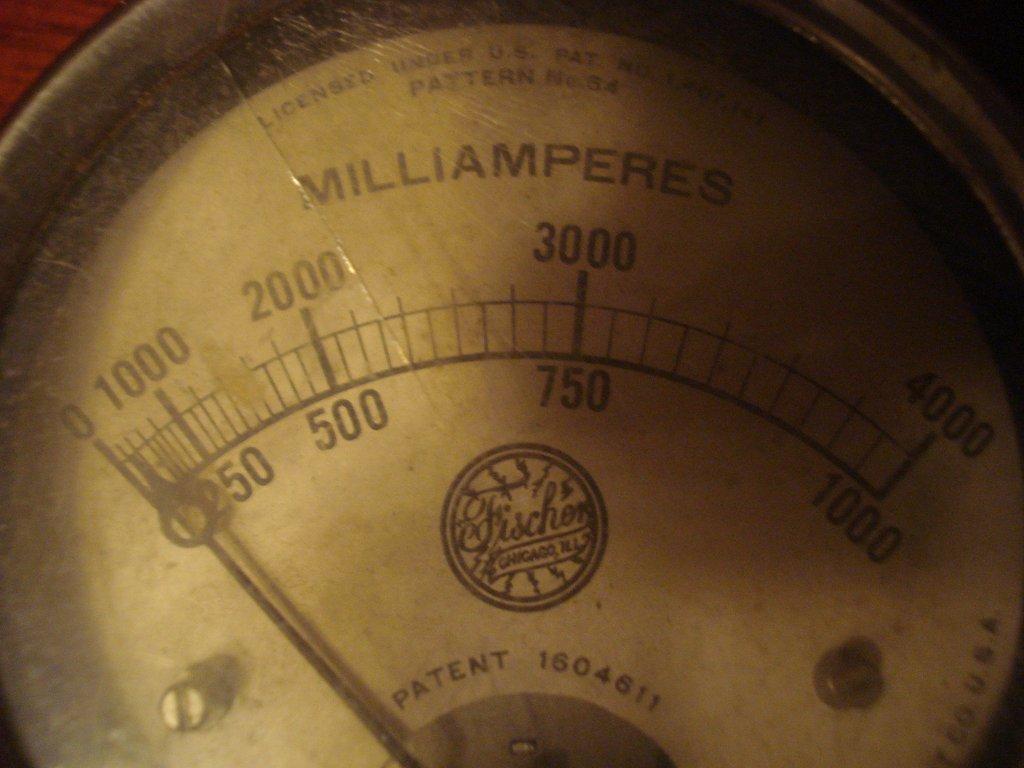 LICENSED UNDER U.S. PAT. NO.
PATTERN No. 54
MILLIAMPERES
0 1000 2000 3000 4000
250 500 750 1000
Fischer
CHICAGO, ILL.
PATENT 1604611
U.S.A.